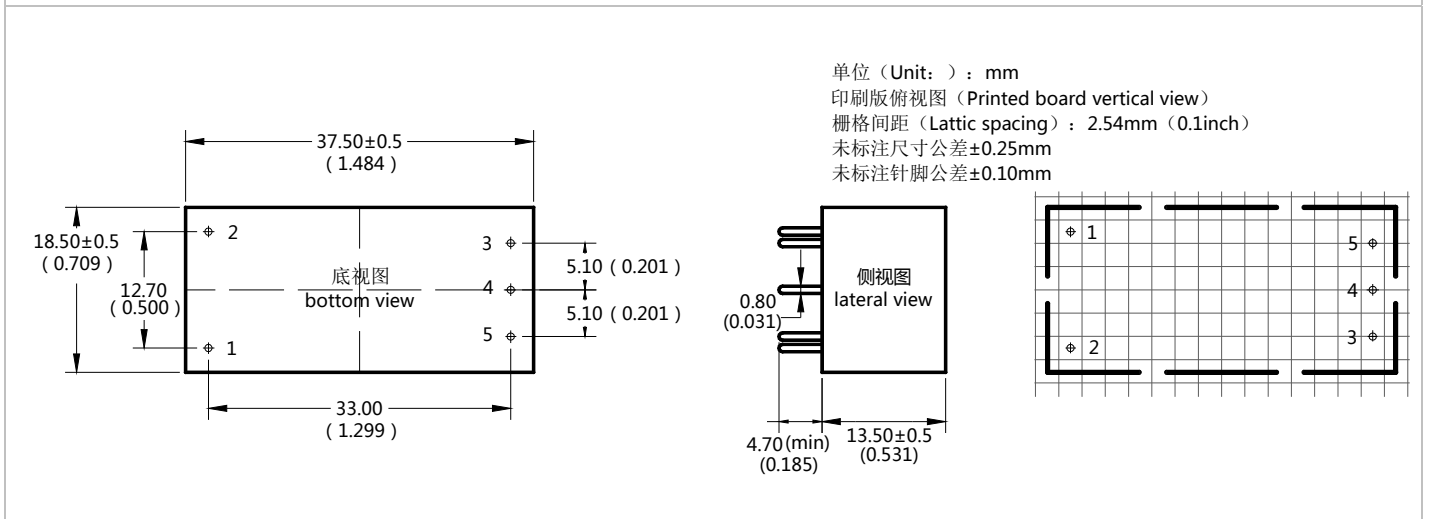 单位（Unit：）：mm
印刷版俯视图（Printed board vertical view）
栅格间距（Lattic spacing）：2.54mm（0.1inch）
未标注尺寸公差±0.25mm
未标注针脚公差±0.10mm
37.50±0.5
( 1.484 )
18.50±0.5
( 0.709 )
12.70
( 0.500 )
2
1
底视图
bottom view
3
4
5
5.10 ( 0.201 )
5.10 ( 0.201 )
33.00
( 1.299 )
0.80
(0.031)
侧视图
lateral view
4.70(min)
(0.185)
13.50±0.5
(0.531)
1
2
5
4
3